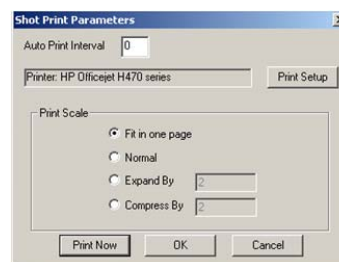 Shot Print Parameters
Auto Print Interval 0
Printer: HP Officejet H470 series Print Setup
Print Scale
Fit in one page
Normal
Expand By 2
Compress By 2
Print Now OK Cancel